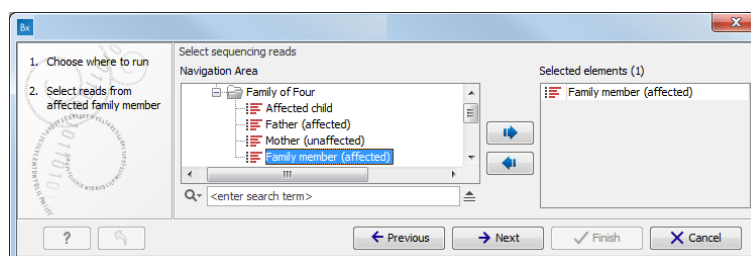 Bx
X
1. Choose where to run
2. Select reads from
affected family member
Select sequencing reads
Navigation Area
Family of Four
Affected child
Father (affected)
Mother (unaffected)
Family member (affected)
<enter search term>
Selected elements (1)
Family member (affected)
?
Previous
Next
Finish
Cancel